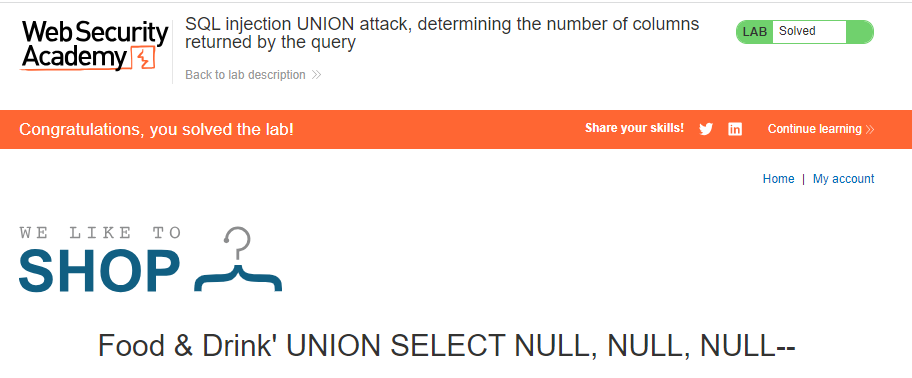 Web Security
Academy
SQL injection UNION attack, determining the number of columns
returned by the query
Back to lab description
LAB Solved
Congratulations, you solved the lab!
Share your skills!
Continue learning
Home | My account
WE LIKE TO
SHOP
Food & Drink' UNION SELECT NULL, NULL, NULL--